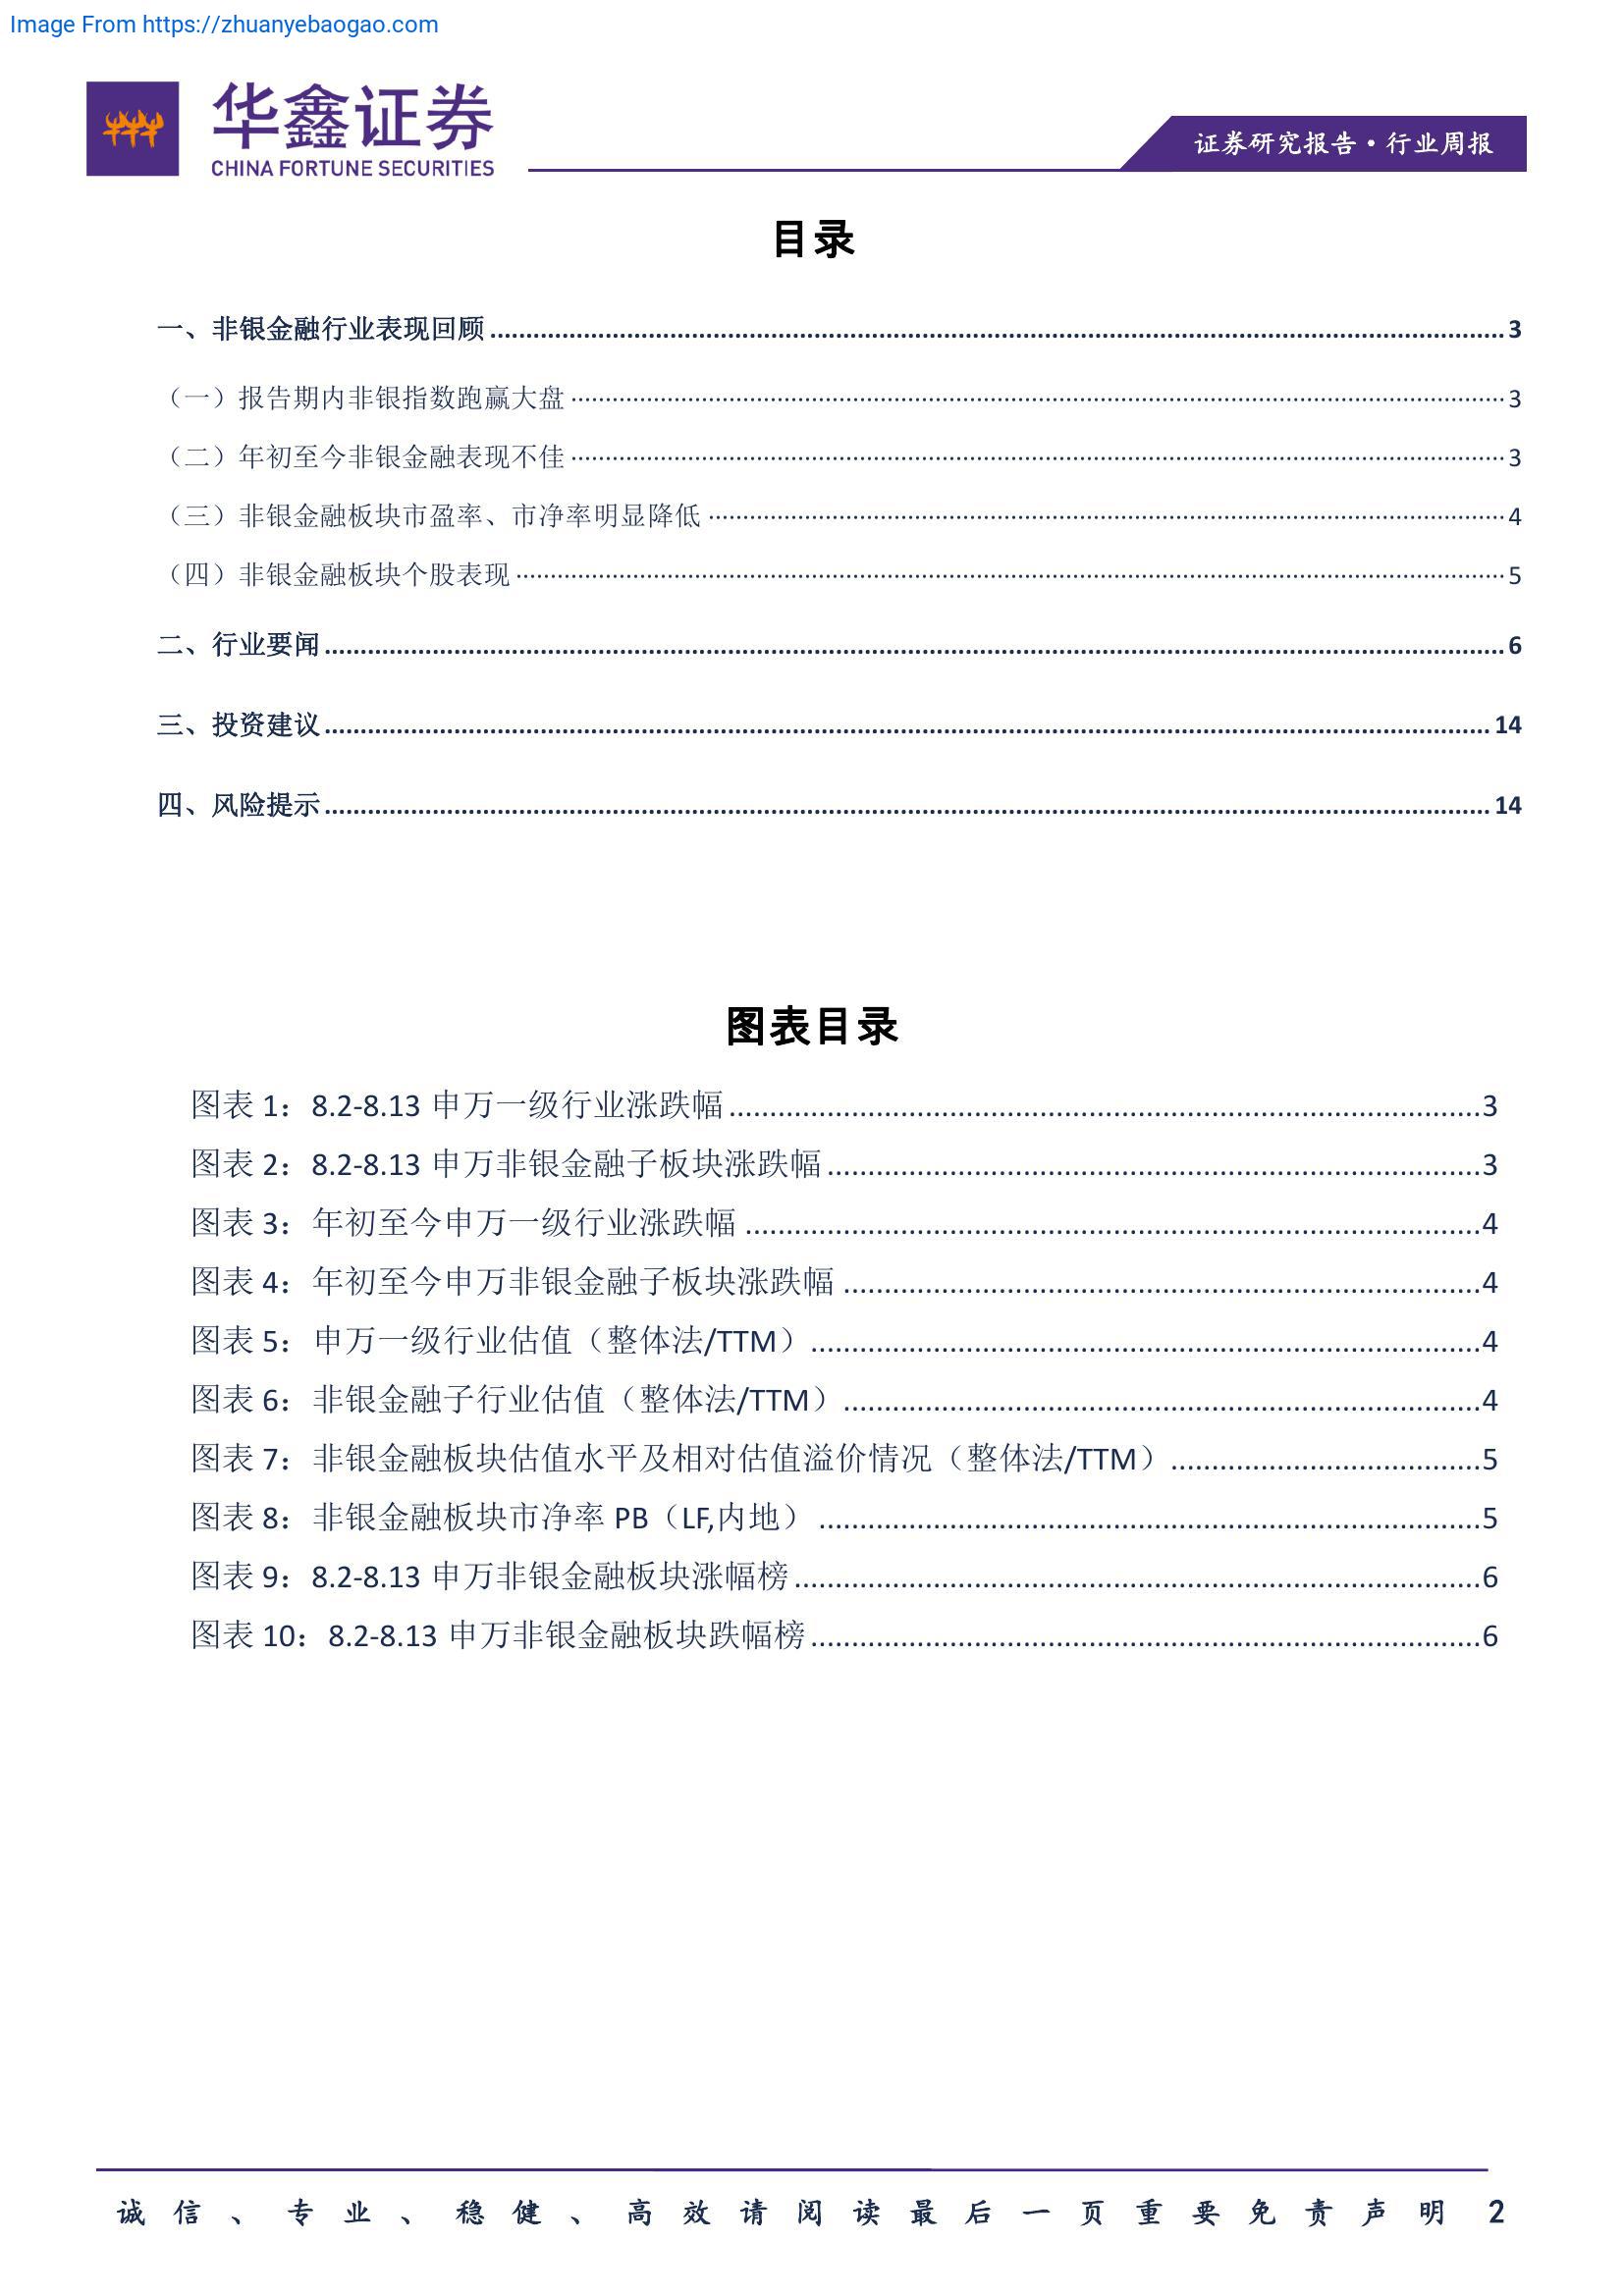 Image From https://zhuanyebaogao.com
华鑫证券
CHINA FORTUNE SECURITIES
证券研究报告·行业周报
目录
一、非银金融行业表现回顾 3
（一）报告期内非银指数跑赢大盘 3
（二）年初至今非银金融表现不佳 3
（三）非银金融板块市盈率、市净率明显降低 4
（四）非银金融板块个股表现 5
二、行业要闻 6
三、投资建议 14
四、风险提示 14
图表目录
图表 1：8.2-8.13 申万一级行业涨跌幅 3
图表 2：8.2-8.13 申万非银金融子板块涨跌幅 3
图表 3：年初至今申万一级行业涨跌幅 4
图表 4：年初至今申万非银金融子板块涨跌幅 4
图表 5：申万一级行业估值（整体法/TTM） 4
图表 6：非银金融子行业估值（整体法/TTM） 4
图表 7：非银金融板块估值水平及相对估值溢价情况（整体法/TTM） 5
图表 8：非银金融板块市净率 PB（LF,内地） 5
图表 9：8.2-8.13 申万非银金融板块涨幅榜 6
图表 10：8.2-8.13 申万非银金融板块跌幅榜 6
诚信、专业、稳健、高效请阅读最后一页重要免责声明 2